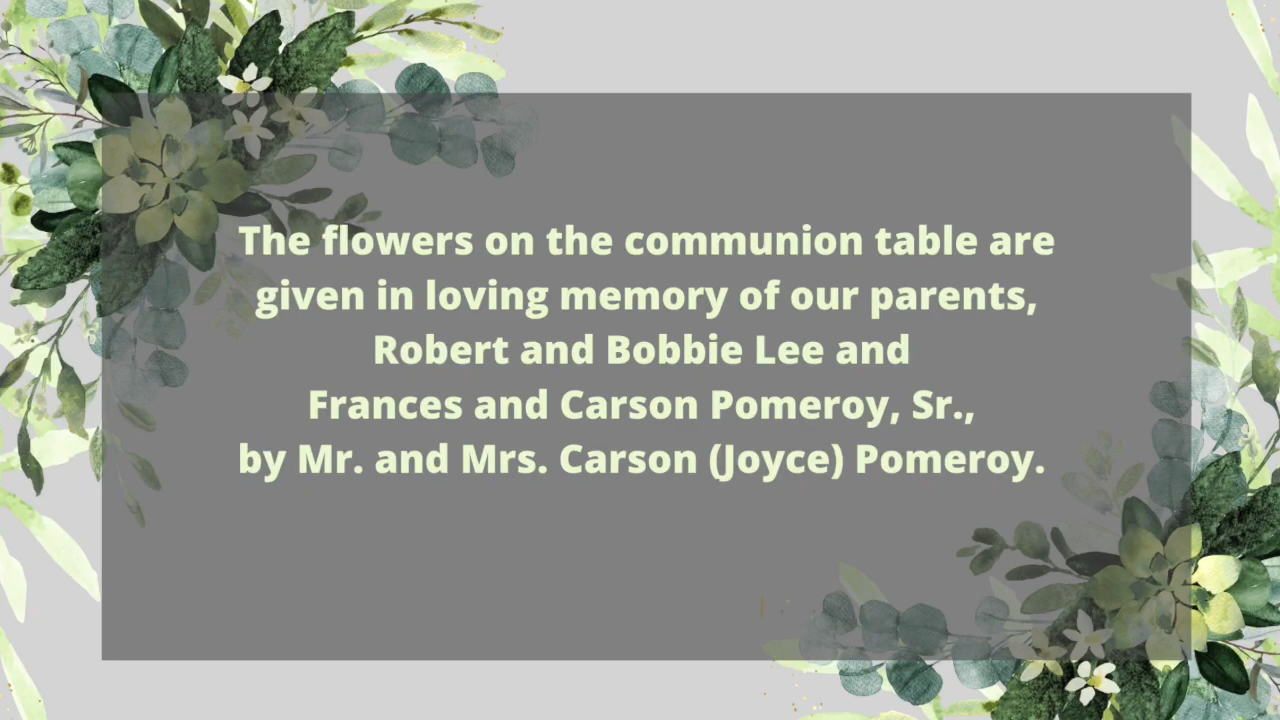 The flowers on the communion table are
given in loving memory of our parents,
Robert and Bobbie Lee and
Frances and Carson Pomeroy, Sr.,
by Mr. and Mrs. Carson (Joyce) Pomeroy.